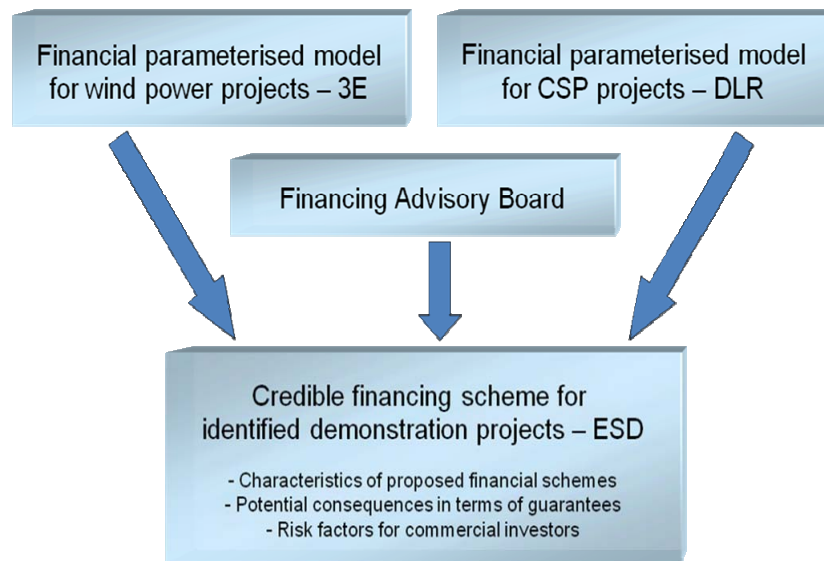 Financial parameterised model
for wind power projects – 3E
Financial parameterised model
for CSP projects – DLR
Financing Advisory Board
Credible financing scheme for
identified demonstration projects – ESD
- Characteristics of proposed financial schemes
- Potential consequences in terms of guarantees
- Risk factors for commercial investors